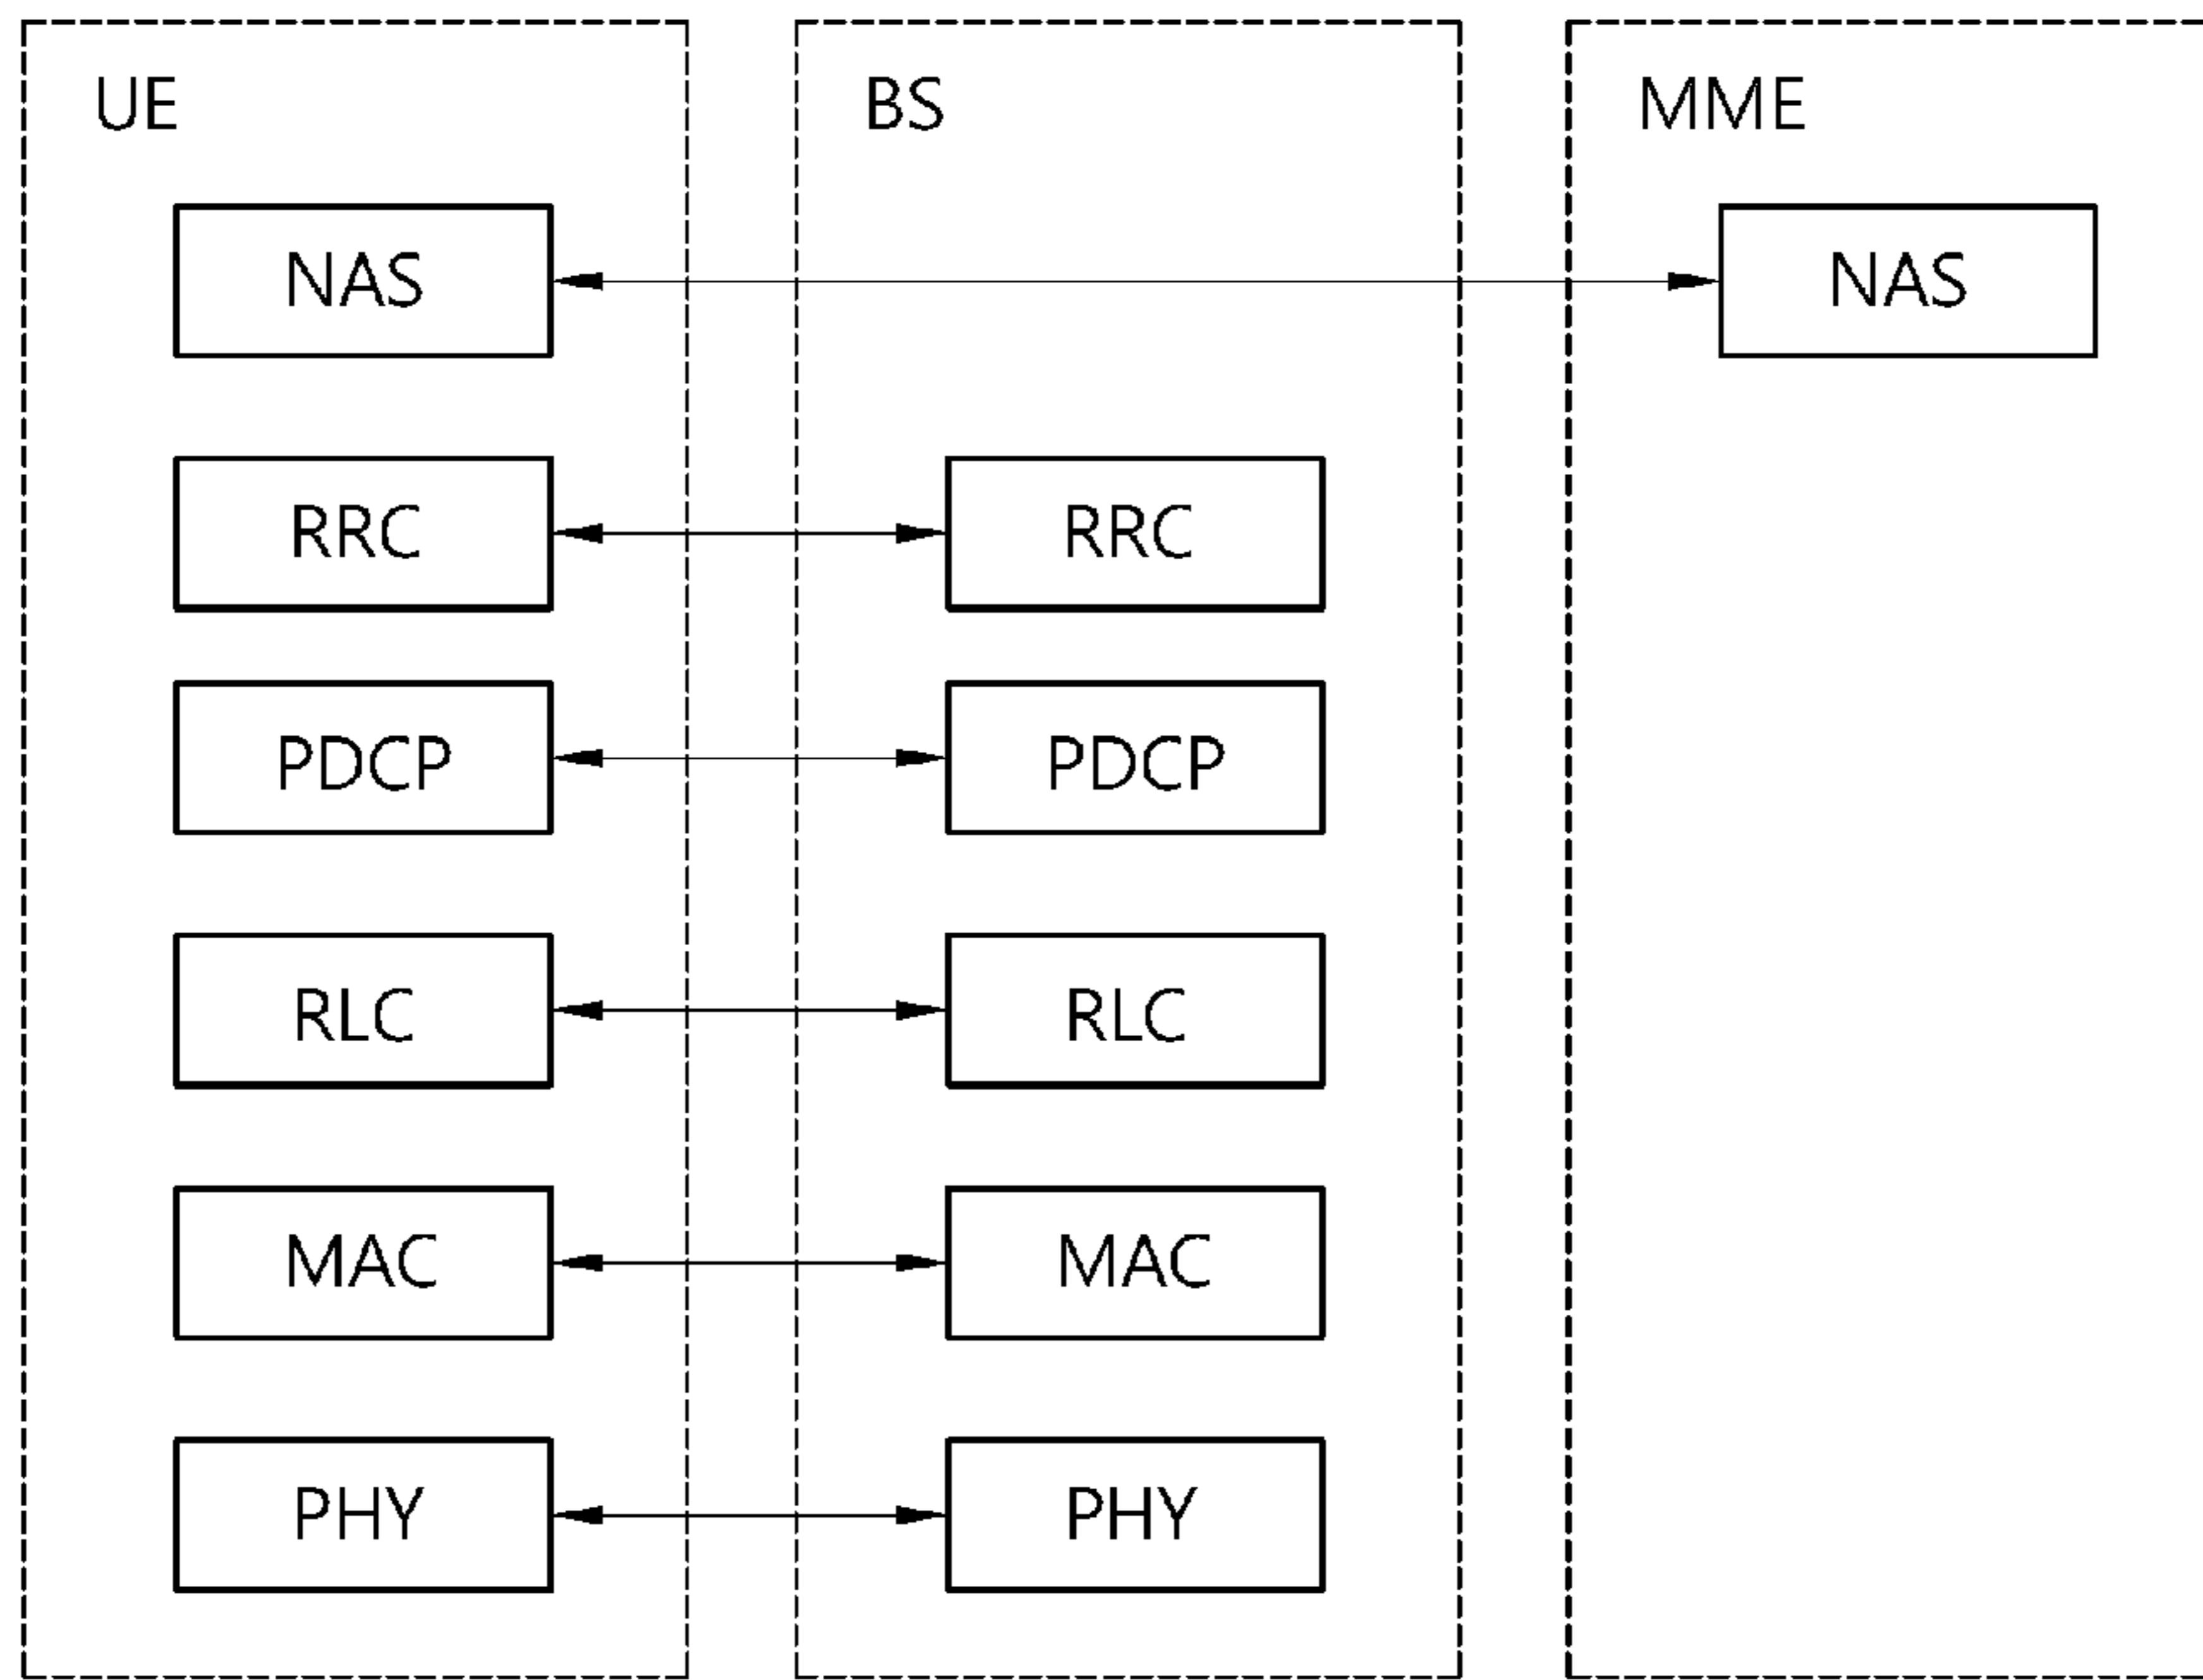 UE BS MME
NAS NAS
RRC RRC
PDCP PDCP
RLC RLC
MAC MAC
PHY PHY